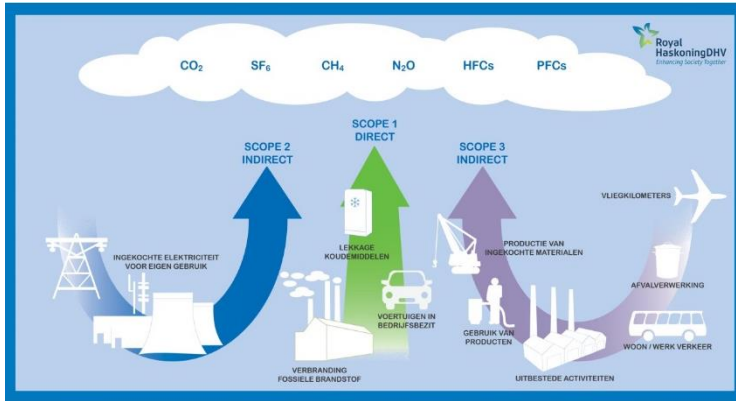 Royal
HaskoningDHV
Enhancing Society Together
CO₂ SF₆ CH₄ N₂O HFCs PFCs
SCOPE 1
DIRECT
SCOPE 2
INDIRECT
SCOPE 3
INDIRECT
VLIEGKILOMETERS
INGEKOCHTE ELEKTRICITEIT
VOOR EIGEN GEBRUIK
LEKKAGE
KOUDEMIDDELEN
PRODUCTIE VAN
INGEKOCHTE MATERIALEN
AFVALVERWERKING
VOERTUIGEN IN
BEDRIJFSBEZIT
GEBRUIK VAN
PRODUCTEN
WOON / WERK VERKEER
VERBRANDING
FOSSIELE BRANDSTOF
UITBESTEDE ACTIVITEITEN